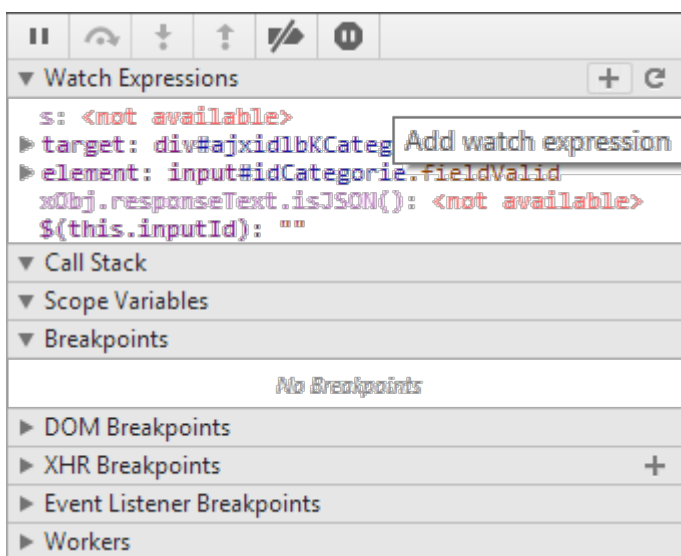 Watch Expressions
s: <not available>
target: div#ajxidlbKCateg
Add watch expression
element: input#idCategorie.fieldValid
xObj.responseText.isJSON(): <not available>
$(this.inputId): ""
Call Stack
Scope Variables
Breakpoints
No Breakpoints
DOM Breakpoints
XHR Breakpoints
Event Listener Breakpoints
Workers